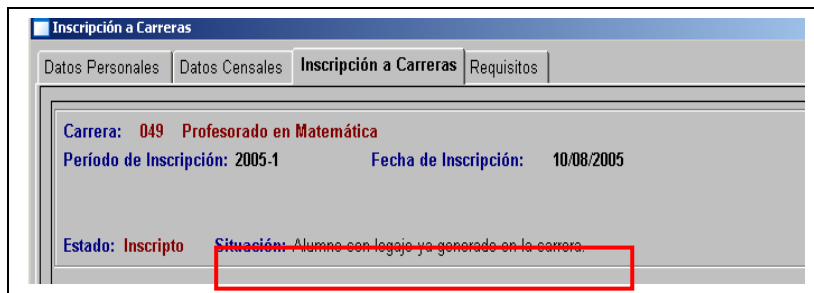 Inscripción a Carreras
Datos Personales Datos Censales Inscripción a Carreras Requisitos
Carrera: 049 Profesorado en Matemática
Período de Inscripción: 2005-1 Fecha de Inscripción: 10/08/2005
Estado: Inscripto Situación: Alumno con legajo ya generado en la carrera.